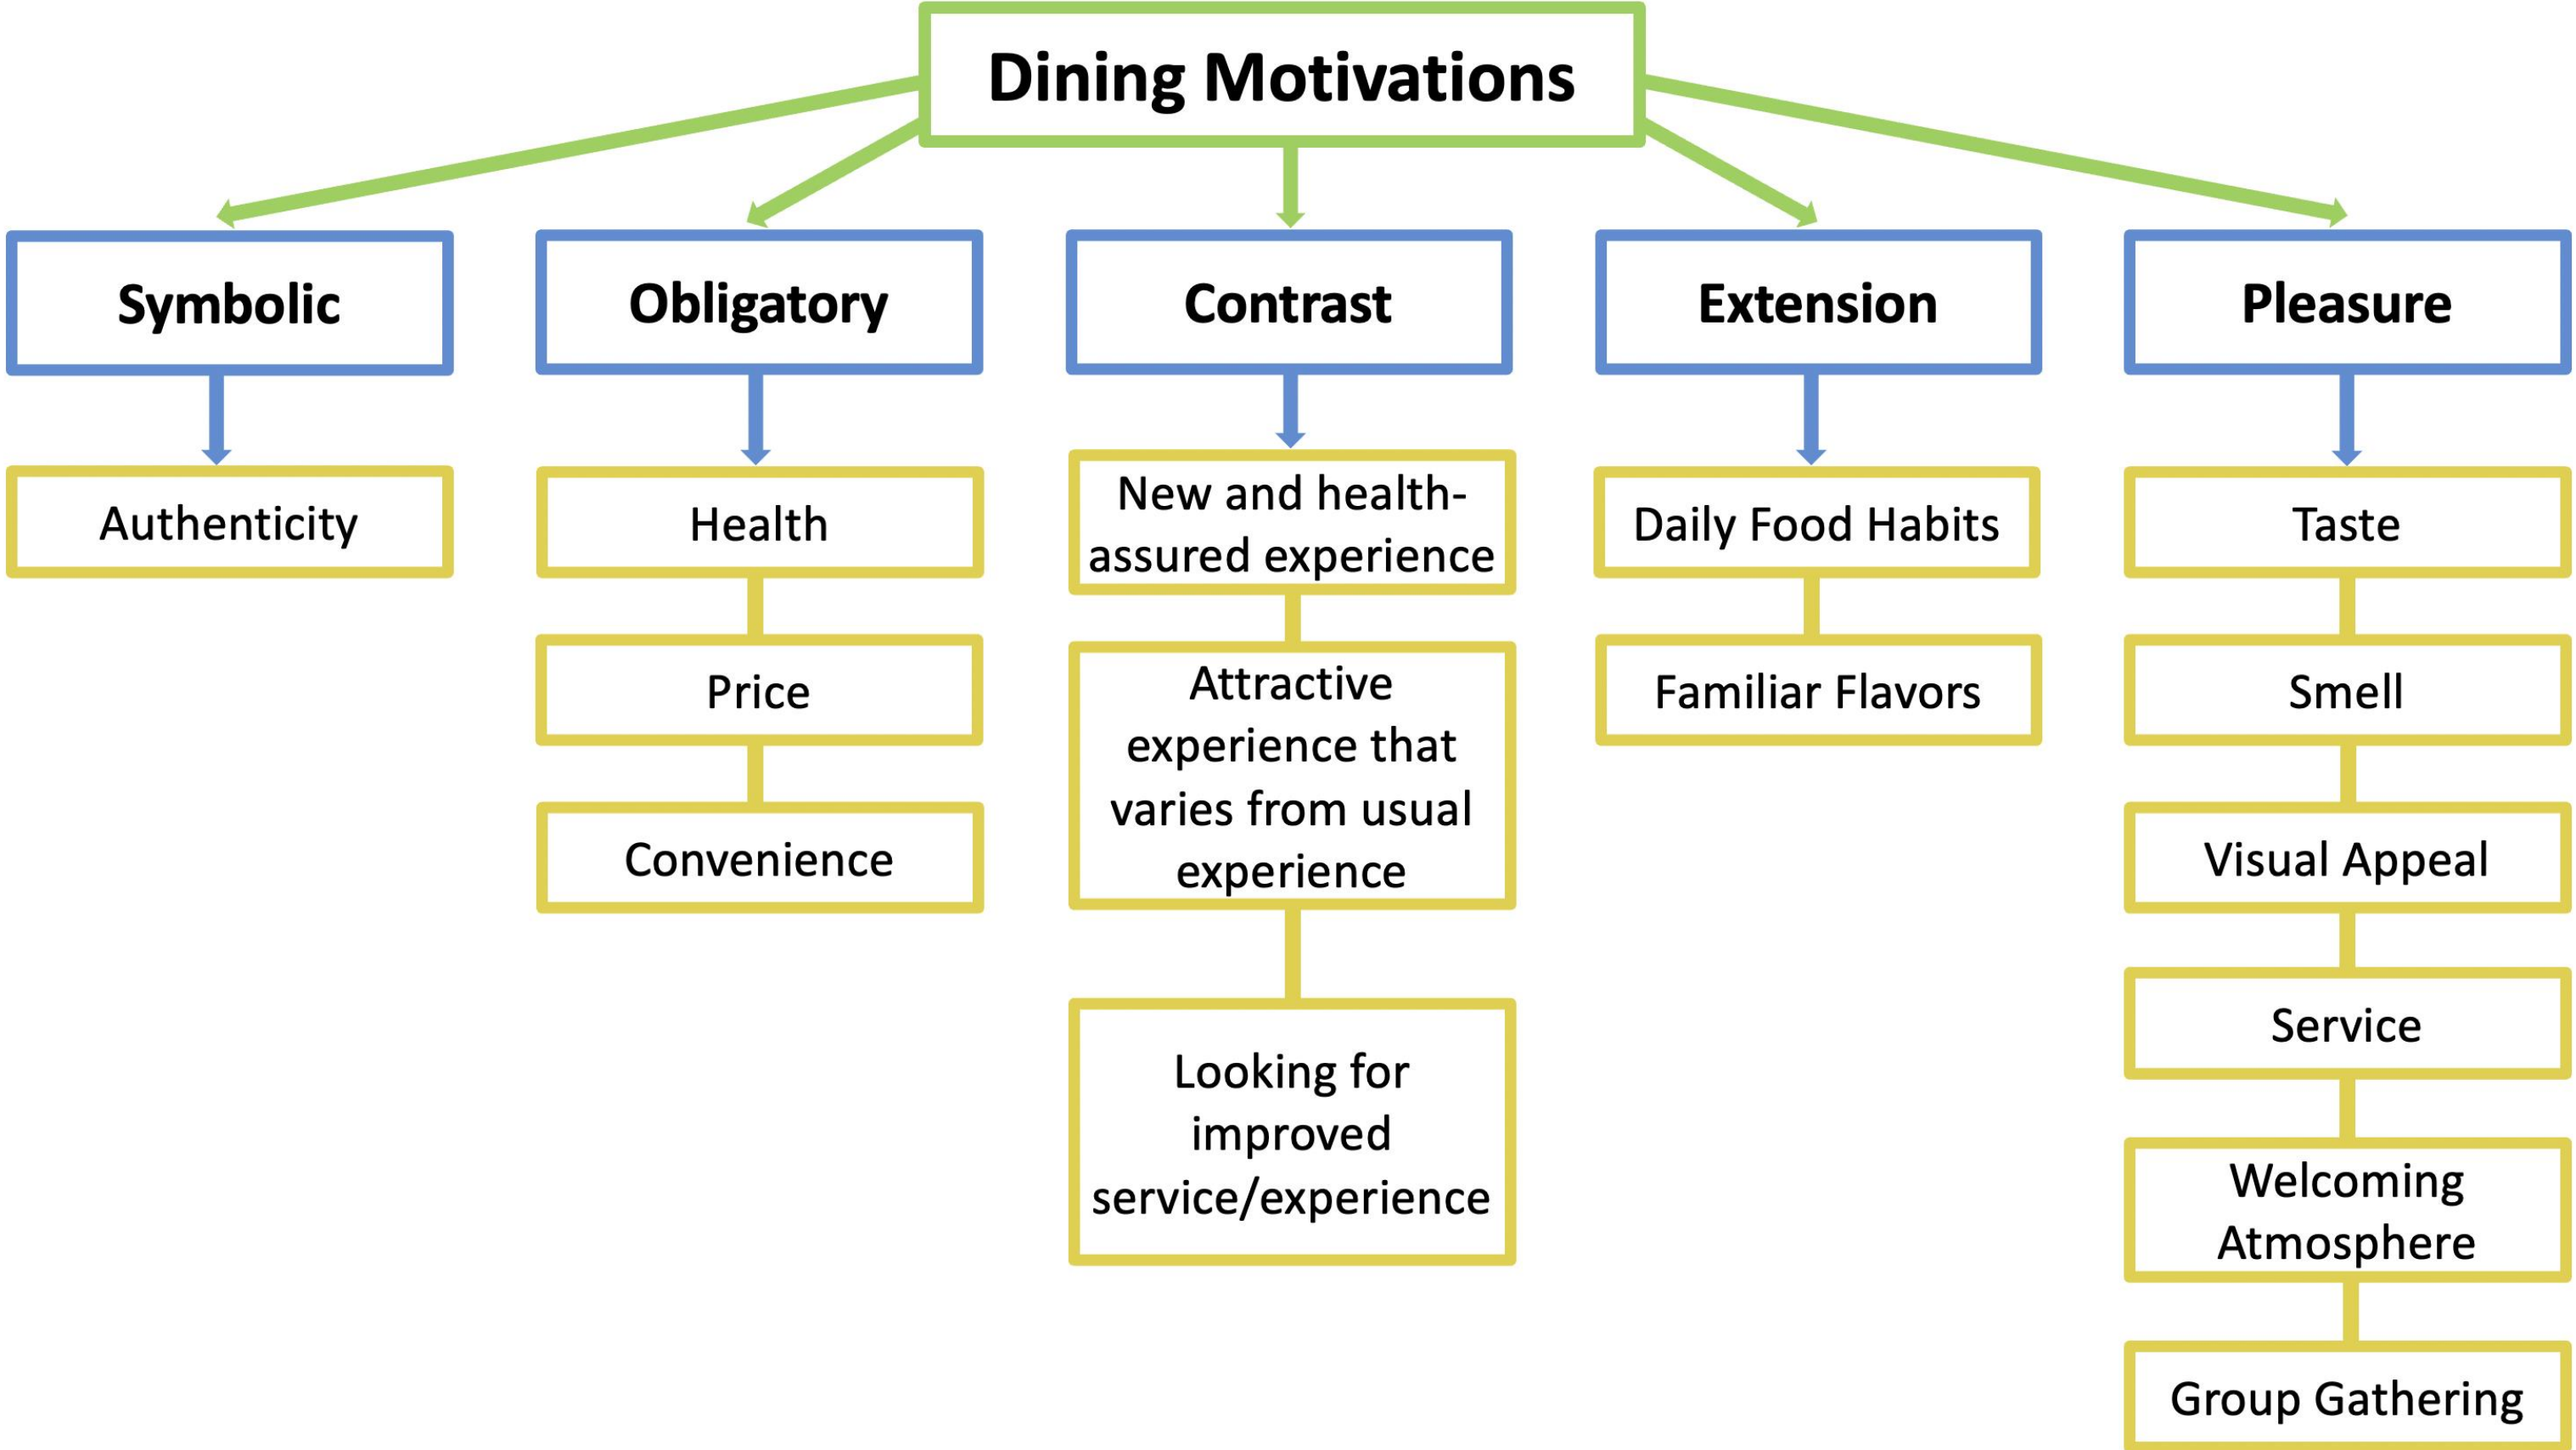 Dining Motivations
Symbolic
Obligatory
Contrast
Extension
Pleasure
Authenticity
Health
Price
Convenience
New and health-
assured experience
Attractive
experience that
varies from usual
experience
Looking for
improved
service/experience
Daily Food Habits
Familiar Flavors
Taste
Smell
Visual Appeal
Service
Welcoming
Atmosphere
Group Gathering